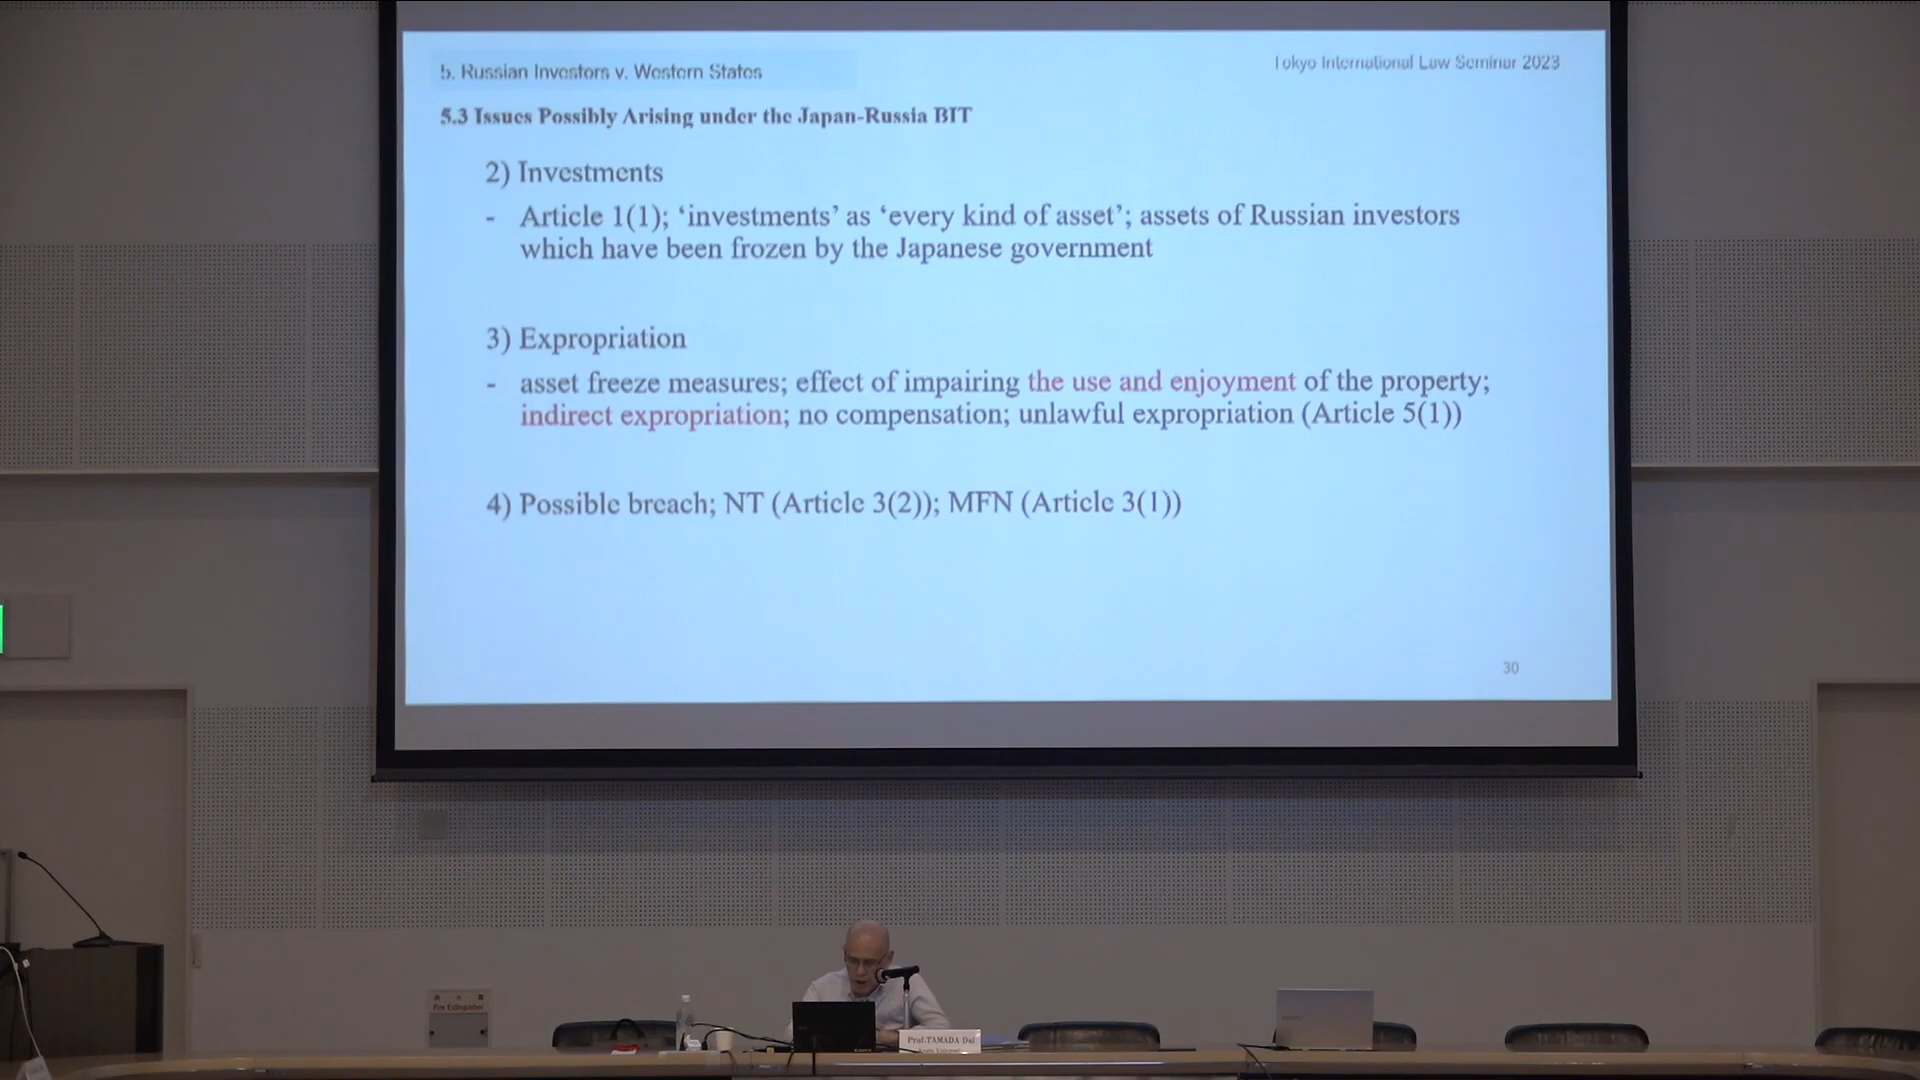 5. Russian Investors v. Western States
Tokyo International Law Seminar 2023
5.3 Issues Possibly Arising under the Japan-Russia BIT
2) Investments
- Article 1(1); ‘investments’ as ‘every kind of asset’; assets of Russian investors
which have been frozen by the Japanese government
3) Expropriation
- asset freeze measures; effect of impairing the use and enjoyment of the property;
indirect expropriation; no compensation; unlawful expropriation (Article 5(1))
4) Possible breach; NT (Article 3(2)); MFN (Article 3(1))
30
Fire Extinguisher
Prof.TAMADA Dai